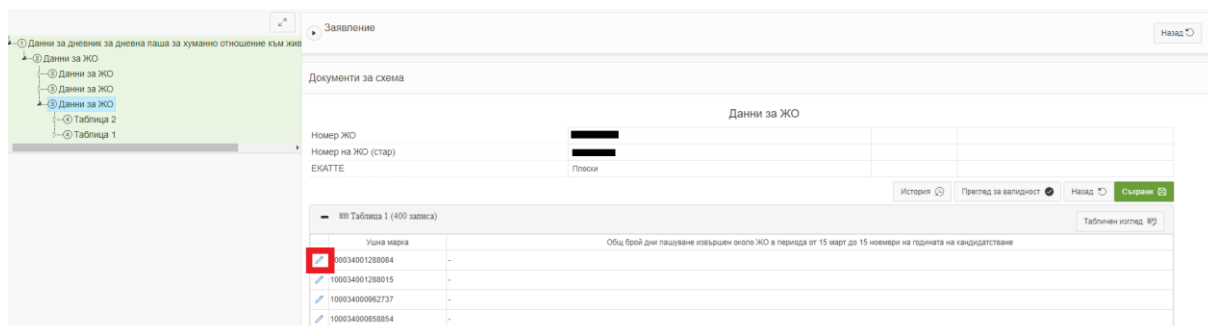 Заявление
Назад
① Данни за дневник за дневна паша за хуманно отношение към жив
② Данни за ЖО
③ Данни за ЖО
③ Данни за ЖО
③ Данни за ЖО
④ Таблица 2
④ Таблица 1
Документи за схема
Данни за ЖО
Номер ЖО
Номер на ЖО (стар)
ЕКАТТЕ Плоски
История Преглед за валидност Назад Съхрани
Таблица 1 (400 записа) Табличен изглед
Ушна марка Общ брой дни пашуване извършен около ЖО в периода от 15 март до 15 ноември на годината на кандидатстване
100034001288084 -
100034001288015 -
100034000962737 -
100034000858854 -